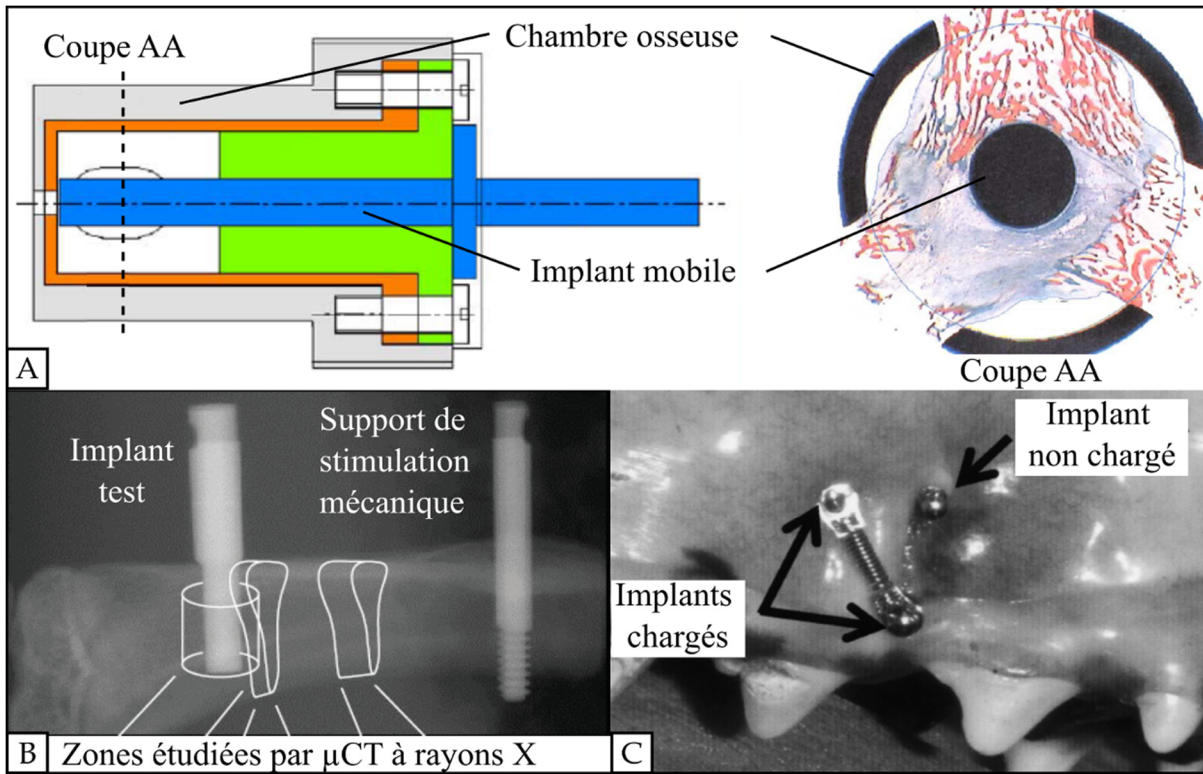 Coupe AA
Chambre osseuse
Implant mobile
Coupe AA
A
Implant
test
Support de
stimulation
mécanique
B
Zones étudiées par µCT à rayons X
Implant
non chargé
Implants
chargés
C